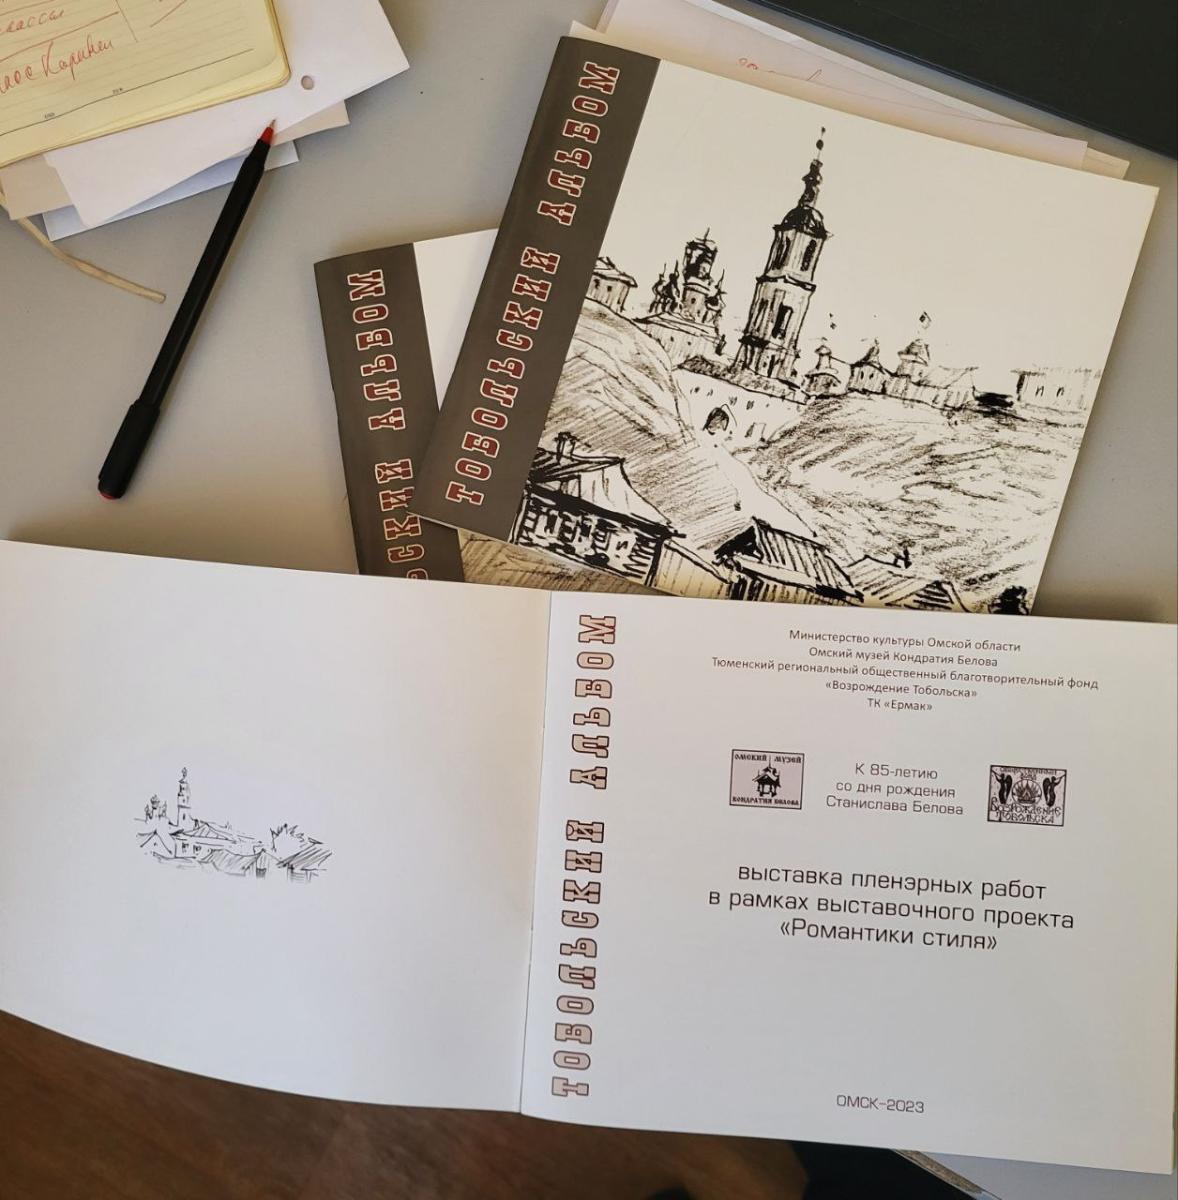 Каринен
ТОБОЛЬСКИЙ АЛЬБОМ
ЬСКИЙ АЛЬБОМ
ТОБОЛЬСКИЙ АЛЬБОМ
Министерство культуры Омской области
Омский музей Кондратия Белова
Тюменский региональный общественный благотворительный фонд
«Возрождение Тобольска»
ТК «Ермак»
ОМСКИЙ МУЗЕЙ
КОНДРАТИЯ БЕЛОВА
К 85-летию
со дня рождения
Станислава Белова
ВОЗРОЖДЕНИЕ
ТОБОЛЬСКА
выставка пленэрных работ
в рамках выставочного проекта
«Романтики стиля»
ОМСК–2023